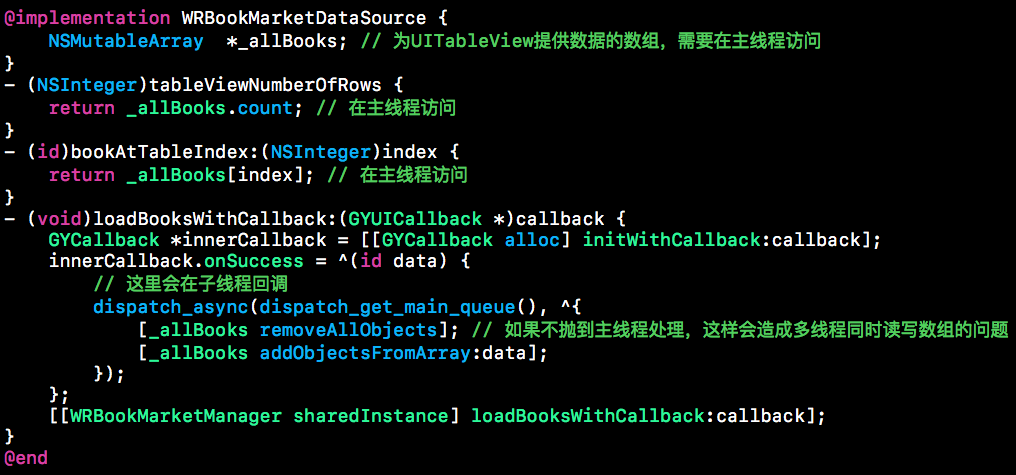 @implementation WRBookMarketDataSource {
    NSMutableArray  *_allBooks; // 为UITableView提供数据的数组，需要在主线程访问
}
- (NSInteger)tableViewNumberOfRows {
    return _allBooks.count; // 在主线程访问
}
- (id)bookAtTableIndex:(NSInteger)index {
    return _allBooks[index]; // 在主线程访问
}
- (void)loadBooksWithCallback:(GYUICallback *)callback {
    GYCallback *innerCallback = [[GYCallback alloc] initWithCallback:callback];
    innerCallback.onSuccess = ^(id data) {
        // 这里会在子线程回调
        dispatch_async(dispatch_get_main_queue(), ^{
            [_allBooks removeAllObjects]; // 如果不抛到主线程处理，这样会造成多线程同时读写数组的问题
            [_allBooks addObjectsFromArray:data];
        });
    };
    [[WRBookMarketManager sharedInstance] loadBooksWithCallback:callback];
}
@end